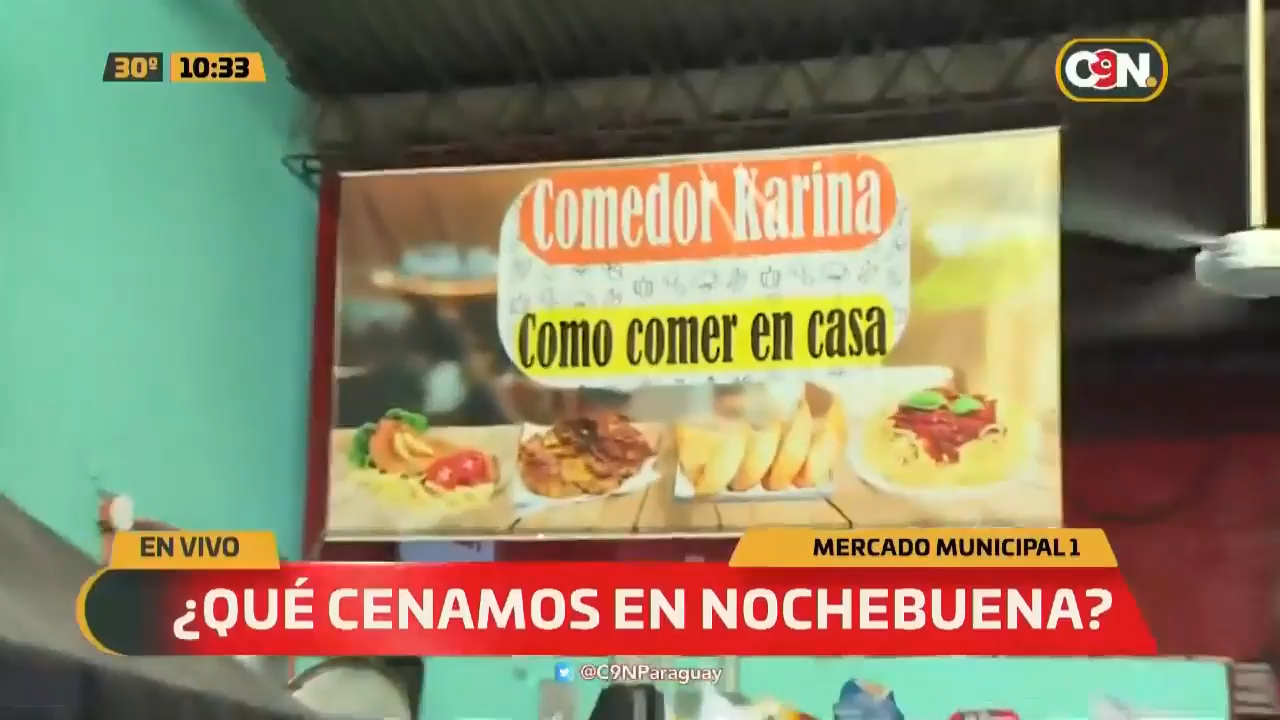 30º 10:33
C9N.
Comedor Karina
Como comer en casa
EN VIVO
MERCADO MUNICIPAL 1
¿QUÉ CENAMOS EN NOCHEBUENA?
@C9NParaguay